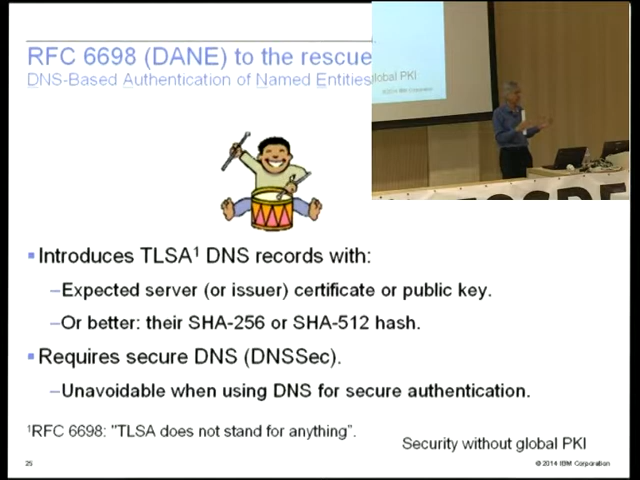 RFC 6698 (DANE) to the rescue
DNS-Based Authentication of Named Entities
global PKI
Introduces TLSA¹ DNS records with:
–Expected server (or issuer) certificate or public key.
–Or better: their SHA-256 or SHA-512 hash.
Requires secure DNS (DNSSec).
–Unavoidable when using DNS for secure authentication.
¹RFC 6698: "TLSA does not stand for anything".
Security without global PKI
25
© 2014 IBM Corporation